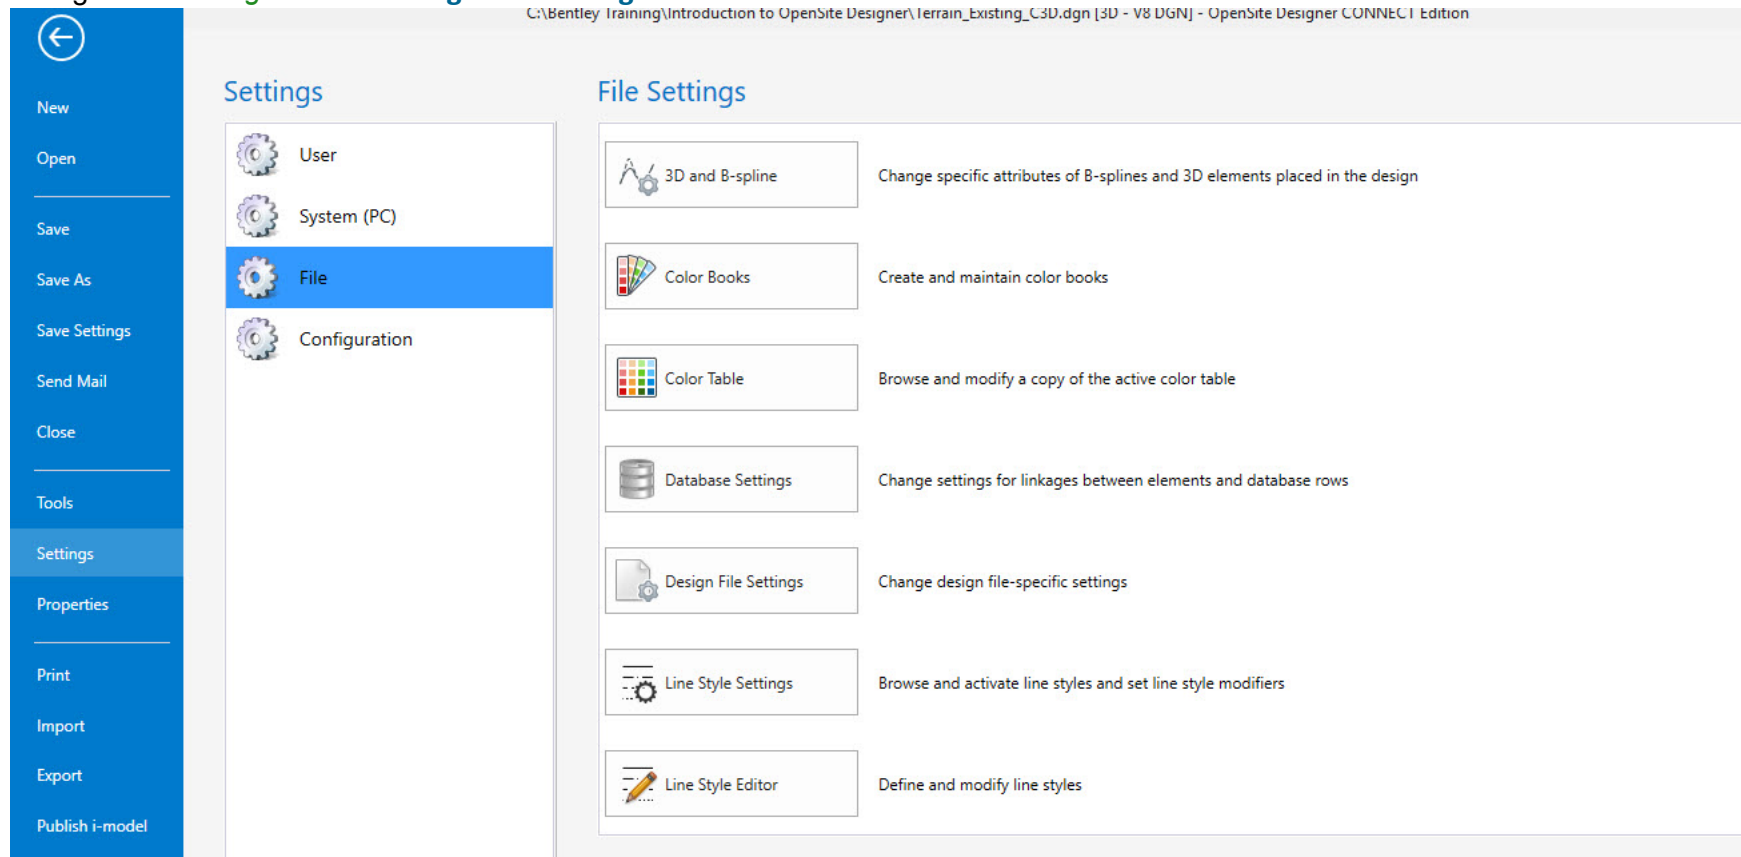 C:\Bentley Training\Introduction to OpenSite Designer\Terrain_Existing_C3D.dgn [3D - V8 DGN] - OpenSite Designer CONNECT Edition
New
Open
Save
Save As
Save Settings
Send Mail
Close
Tools
Settings
Properties
Print
Import
Export
Publish i-model
Settings
User
System (PC)
File
Configuration
File Settings
3D and B-spline Change specific attributes of B-splines and 3D elements placed in the design
Color Books Create and maintain color books
Color Table Browse and modify a copy of the active color table
Database Settings Change settings for linkages between elements and database rows
Design File Settings Change design file-specific settings
Line Style Settings Browse and activate line styles and set line style modifiers
Line Style Editor Define and modify line styles